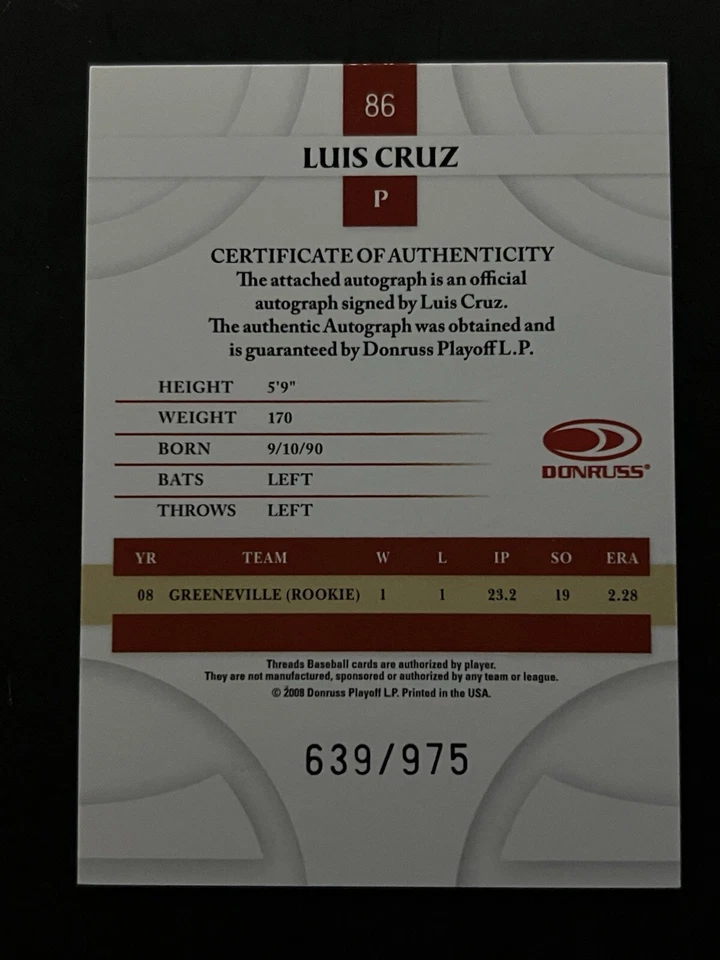 86
LUIS CRUZ
P
CERTIFICATE OF AUTHENTICITY
The attached autograph is an official
autograph signed by Luis Cruz.
The authentic Autograph was obtained and
is guaranteed by Donruss Playoff L.P.
HEIGHT 5'9"
WEIGHT 170
BORN 9/10/90
BATS LEFT
THROWS LEFT
DONRUSS®
YR TEAM W L IP SO ERA
08 GREENEVILLE (ROOKIE) 1 1 23.2 19 2.28
Threads Baseball cards are authorized by player.
They are not manufactured, sponsored or authorized by any team or league.
© 2008 Donruss Playoff L.P. Printed in the USA.
639/975